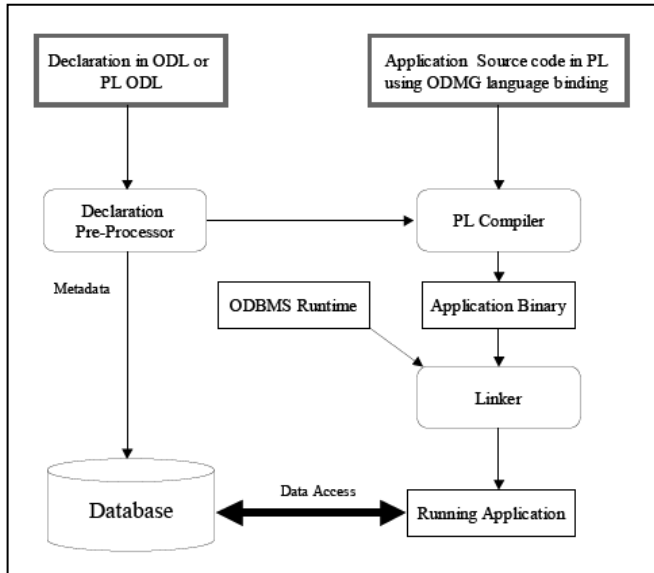 Declaration in ODL or
PL ODL
Application Source code in PL
using ODMG language binding
Declaration
Pre-Processor
PL Compiler
Metadata
ODBMS Runtime
Application Binary
Linker
Database
Data Access
Running Application